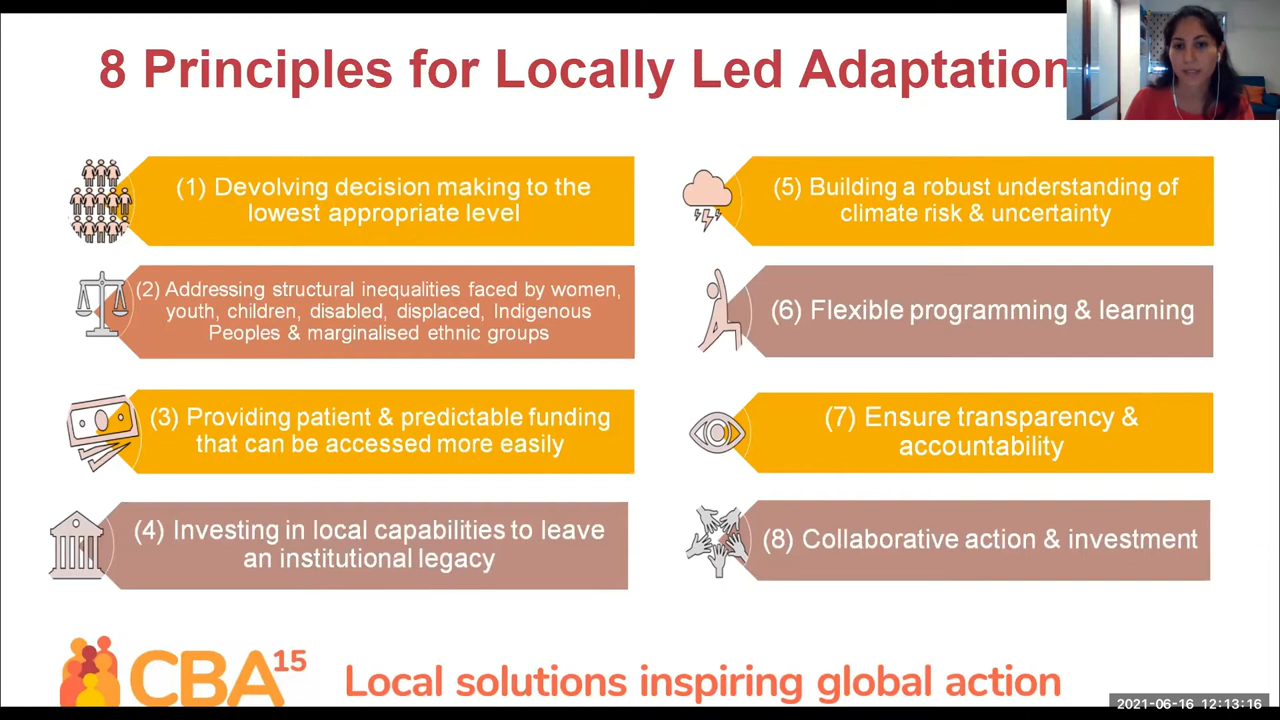 8 Principles for Locally Led Adaptation
(1) Devolving decision making to the
lowest appropriate level
(2) Addressing structural inequalities faced by women,
youth, children, disabled, displaced, Indigenous
Peoples & marginalised ethnic groups
(3) Providing patient & predictable funding
that can be accessed more easily
(4) Investing in local capabilities to leave
an institutional legacy
(5) Building a robust understanding of
climate risk & uncertainty
(6) Flexible programming & learning
(7) Ensure transparency &
accountability
(8) Collaborative action & investment
CBA15
Local solutions inspiring global action
2021-06-16 12:13:16